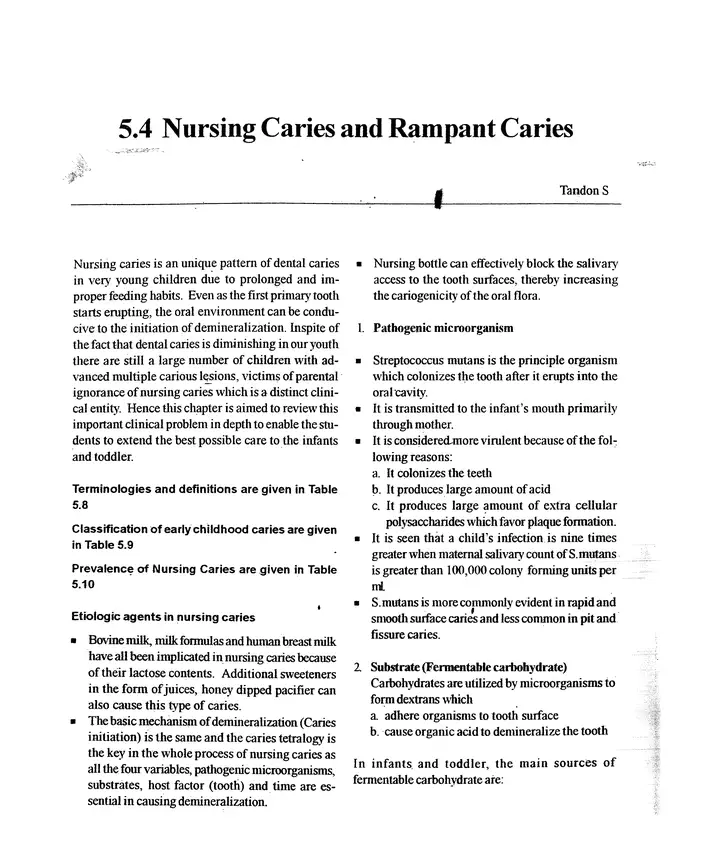 5.4 Nursing Caries and Rampant Caries
Tandon S
Nursing caries is an unique pattern of dental caries
in very young children due to prolonged and im-
proper feeding habits. Even as the first primary tooth
starts erupting, the oral environment can be condu-
cive to the initiation of demineralization. Inspite of
the fact that dental caries is diminishing in our youth
there are still a large number of children with ad-
vanced multiple carious lesions, victims of parental
ignorance of nursing caries which is a distinct clini-
cal entity. Hence this chapter is aimed to review this
important clinical problem in depth to enable the stu-
dents to extend the best possible care to the infants
and toddler.
Terminologies and definitions are given in Table
5.8
Classification of early childhood caries are given
in Table 5.9
Prevalence of Nursing Caries are given in Table
5.10
Etiologic agents in nursing caries
▪ Bovine milk, milk formulas and human breast milk
have all been implicated in nursing caries because
of their lactose contents. Additional sweeteners
in the form of juices, honey dipped pacifier can
also cause this type of caries.
▪ The basic mechanism of demineralization (Caries
initiation) is the same and the caries tetralogy is
the key in the whole process of nursing caries as
all the four variables, pathogenic microorganisms,
substrates, host factor (tooth) and time are es-
sential in causing demineralization.
▪ Nursing bottle can effectively block the salivary
access to the tooth surfaces, thereby increasing
the cariogenicity of the oral flora.
1. Pathogenic microorganism
▪ Streptococcus mutans is the principle organism
which colonizes the tooth after it erupts into the
oral cavity.
▪ It is transmitted to the infant's mouth primarily
through mother.
▪ It is considered more virulent because of the fol-
lowing reasons:
a. It colonizes the teeth
b. It produces large amount of acid
c. It produces large amount of extra cellular
polysaccharides which favor plaque formation.
▪ It is seen that a child's infection is nine times
greater when maternal salivary count of S.mutans
is greater than 100,000 colony forming units per
ml.
▪ S.mutans is more commonly evident in rapid and
smooth surface caries and less common in pit and
fissure caries.
2. Substrate (Fermentable carbohydrate)
Carbohydrates are utilized by microorganisms to
form dextrans which
a. adhere organisms to tooth surface
b. cause organic acid to demineralize the tooth
In infants and toddler, the main sources of
fermentable carbohydrate are: